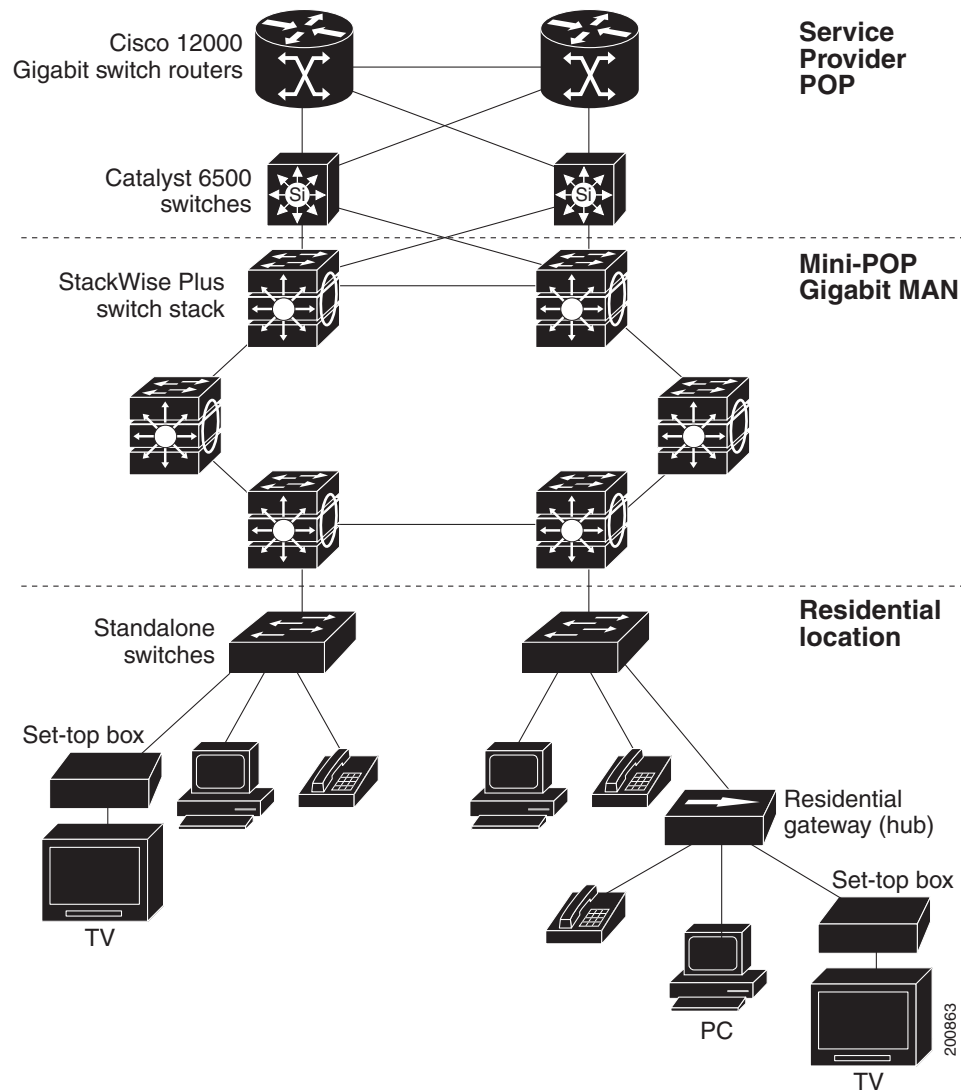 Cisco 12000
Gigabit switch routers
Service
Provider
POP
Catalyst 6500
switches
Si
Si
StackWise Plus
switch stack
Mini-POP
Gigabit MAN
Standalone
switches
Residential
location
Set-top box
Residential
gateway (hub)
Set-top box
TV
PC
TV
200863